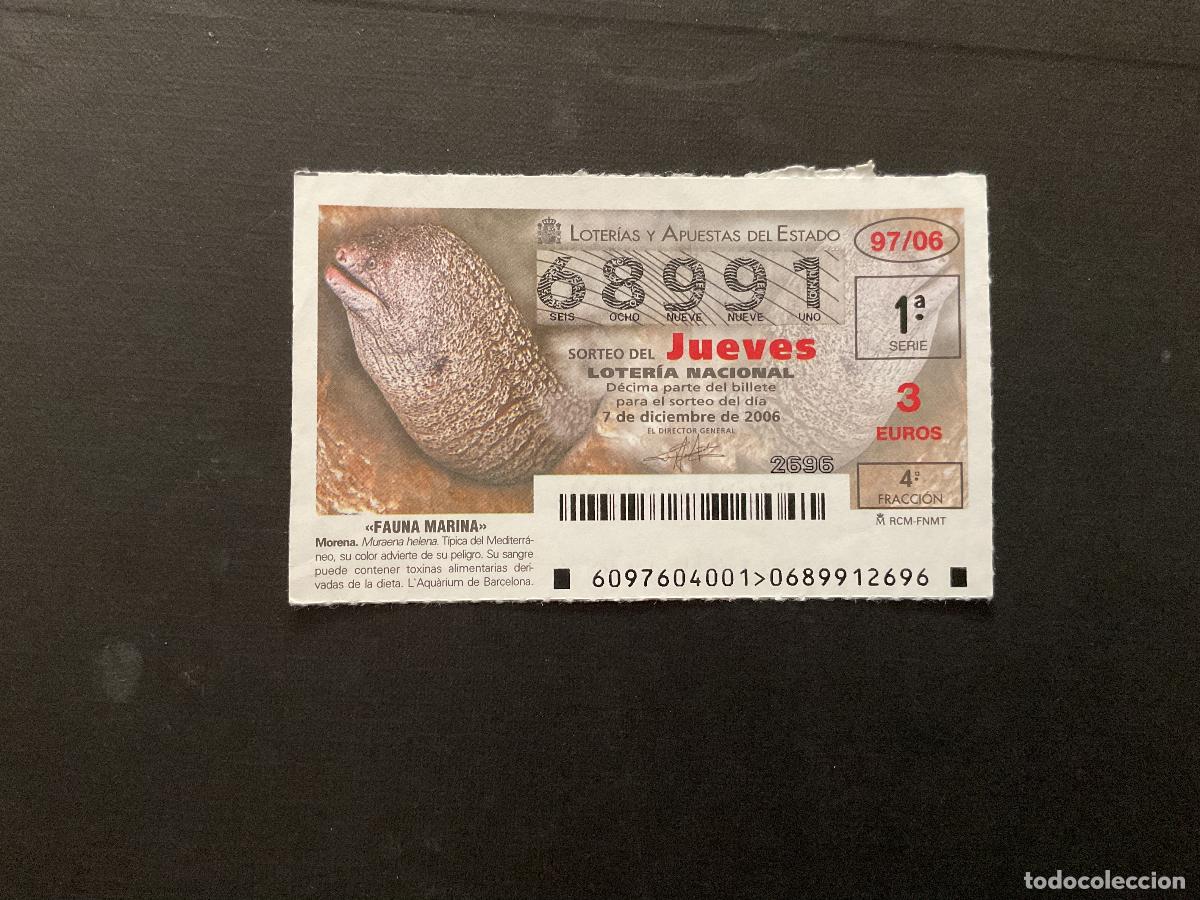 LOTERÍAS Y APUESTAS DEL ESTADO
97/06
68991
SEIS OCHO NUEVE NUEVE UNO
1ª
SERIE
SORTEO DEL Jueves
LOTERÍA NACIONAL
Décima parte del billete
para el sorteo del día
7 de diciembre de 2006
EL DIRECTOR GENERAL
3
EUROS
2696
4ª
FRACCIÓN
RCM-FNMT
«FAUNA MARINA»
Morena. Muraena helena. Típica del Mediterrá-
neo, su color advierte de su peligro. Su sangre
puede contener toxinas alimentarias deri-
vadas de la dieta. L'Aquàrium de Barcelona.
6097604001>0689912696
todocoleccion